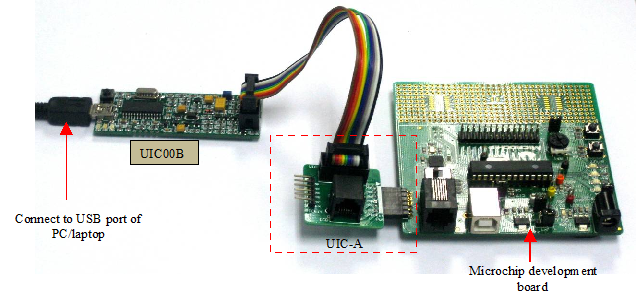 UIC00B
Connect to USB port of
PC/laptop
UIC-A
Microchip development
board